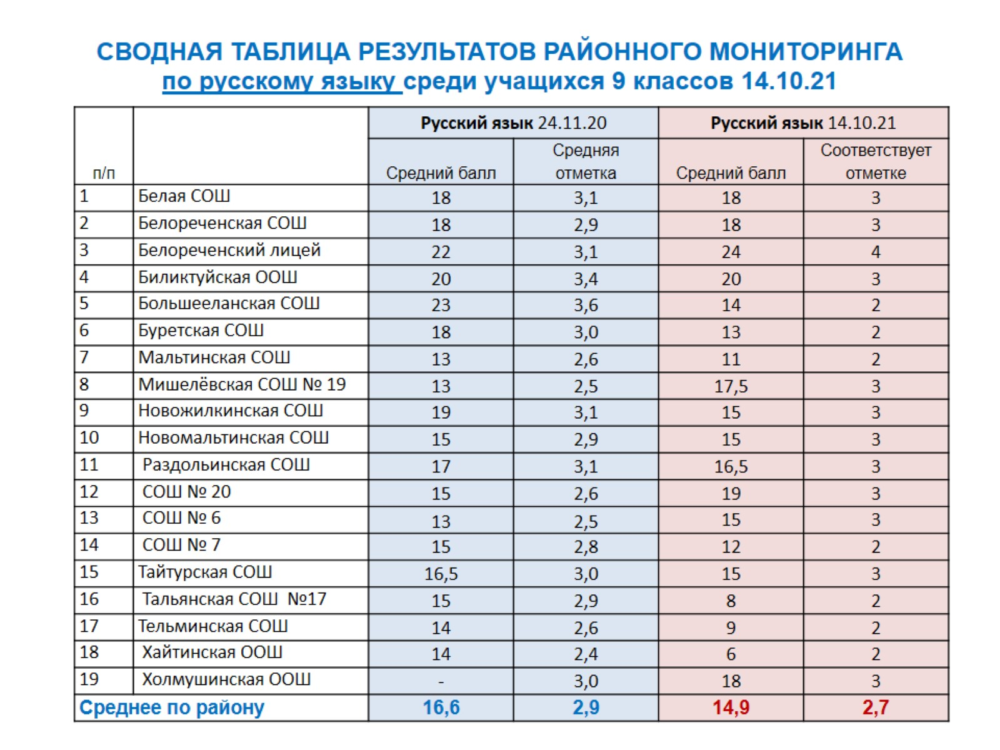 СВОДНАЯ ТАБЛИЦА РЕЗУЛЬТАТОВ РАЙОННОГО МОНИТОРИНГА
по русскому языку среди учащихся 9 классов 14.10.21
Русский язык 24.11.20 Русский язык 14.10.21
п/п Средний балл Средняя отметка Средний балл Соответствует отметке
1 Белая СОШ 18 3,1 18 3
2 Белореченская СОШ 18 2,9 18 3
3 Белореченский лицей 22 3,1 24 4
4 Биликтуйская ООШ 20 3,4 20 3
5 Большееланская СОШ 23 3,6 14 2
6 Буретская СОШ 18 3,0 13 2
7 Мальтинская СОШ 13 2,6 11 2
8 Мишелёвская СОШ № 19 13 2,5 17,5 3
9 Новожилкинская СОШ 19 3,1 15 3
10 Новомальтинская СОШ 15 2,9 15 3
11 Раздольинская СОШ 17 3,1 16,5 3
12 СОШ № 20 15 2,6 19 3
13 СОШ № 6 13 2,5 15 3
14 СОШ № 7 15 2,8 12 2
15 Тайтурская СОШ 16,5 3,0 15 3
16 Тальянская СОШ №17 15 2,9 8 2
17 Тельминская СОШ 14 2,6 9 2
18 Хайтинская ООШ 14 2,4 6 2
19 Холмушинская ООШ - 3,0 18 3
Среднее по району 16,6 2,9 14,9 2,7